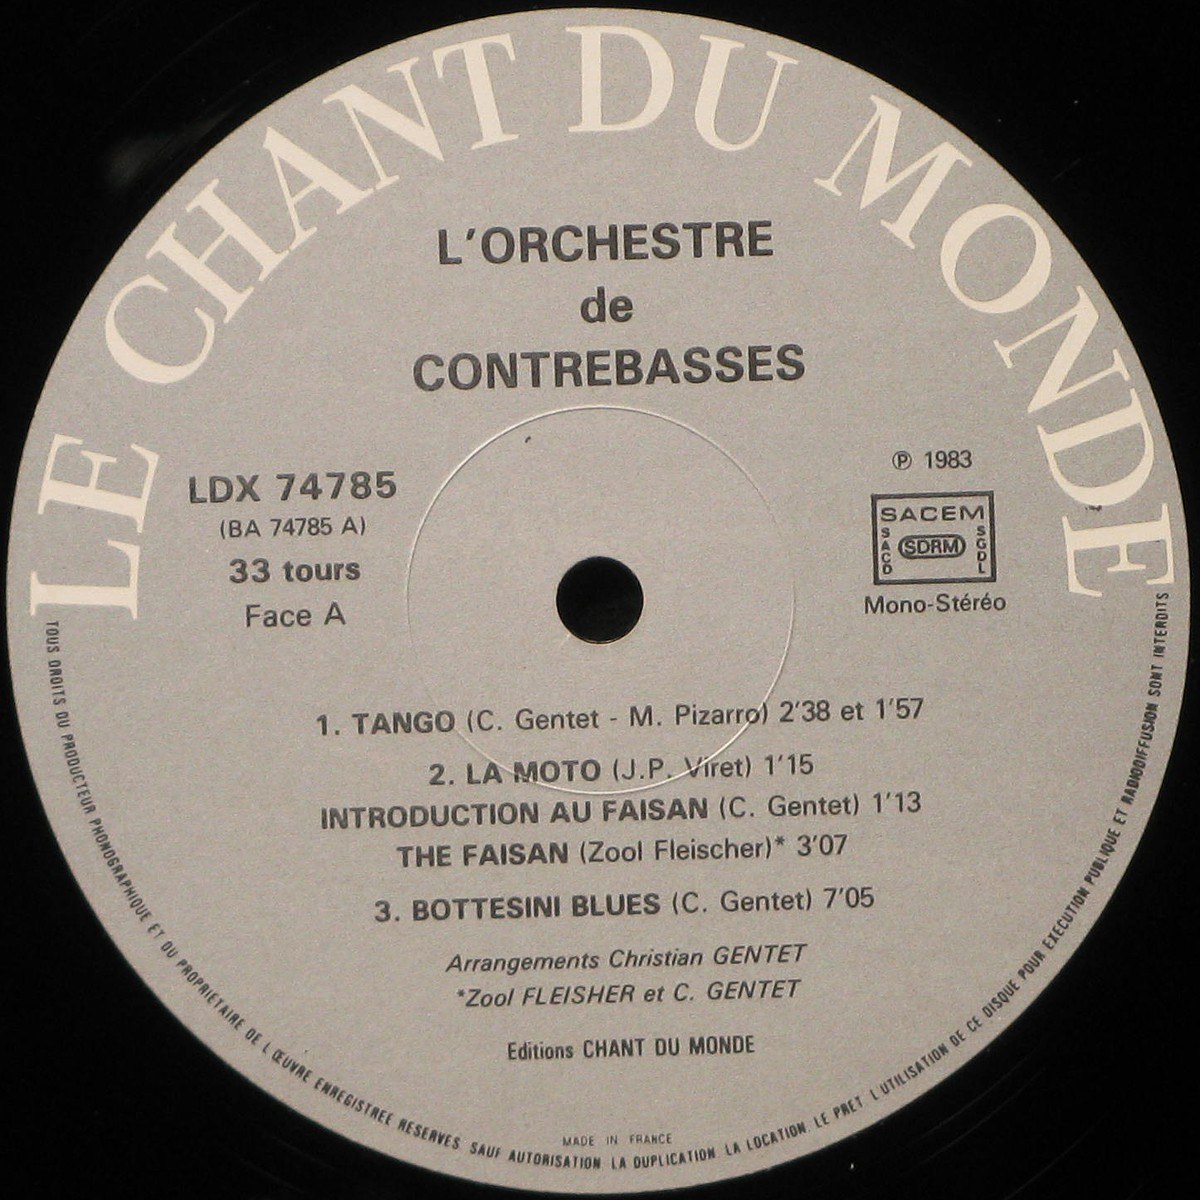 LE CHANT DU MONDE
L'ORCHESTRE
de
CONTREBASSES
LDX 74785
(BA 74785 A)
33 tours
Face A
℗ 1983
SACEM
SACD
SDRM
SGDL
Mono-Stéréo
1. TANGO (C. Gentet - M. Pizarro) 2'38 et 1'57
2. LA MOTO (J.P. Viret) 1'15
INTRODUCTION AU FAISAN (C. Gentet) 1'13
THE FAISAN (Zool Fleischer)* 3'07
3. BOTTESINI BLUES (C. Gentet) 7'05
Arrangements Christian GENTET
*Zool FLEISHER et C. GENTET
Editions CHANT DU MONDE
MADE IN FRANCE
TOUS DROITS DU PRODUCTEUR PHONOGRAPHIQUE ET DU PROPRIETAIRE DE L'ŒUVRE ENREGISTREE RESERVES SAUF AUTORISATION LA DUPLICATION LA LOCATION. LE PRET L'UTILISATION DE CE DISQUE POUR EXECUTION PUBLIQUE ET RADIODIFFUSION SONT INTERDITS